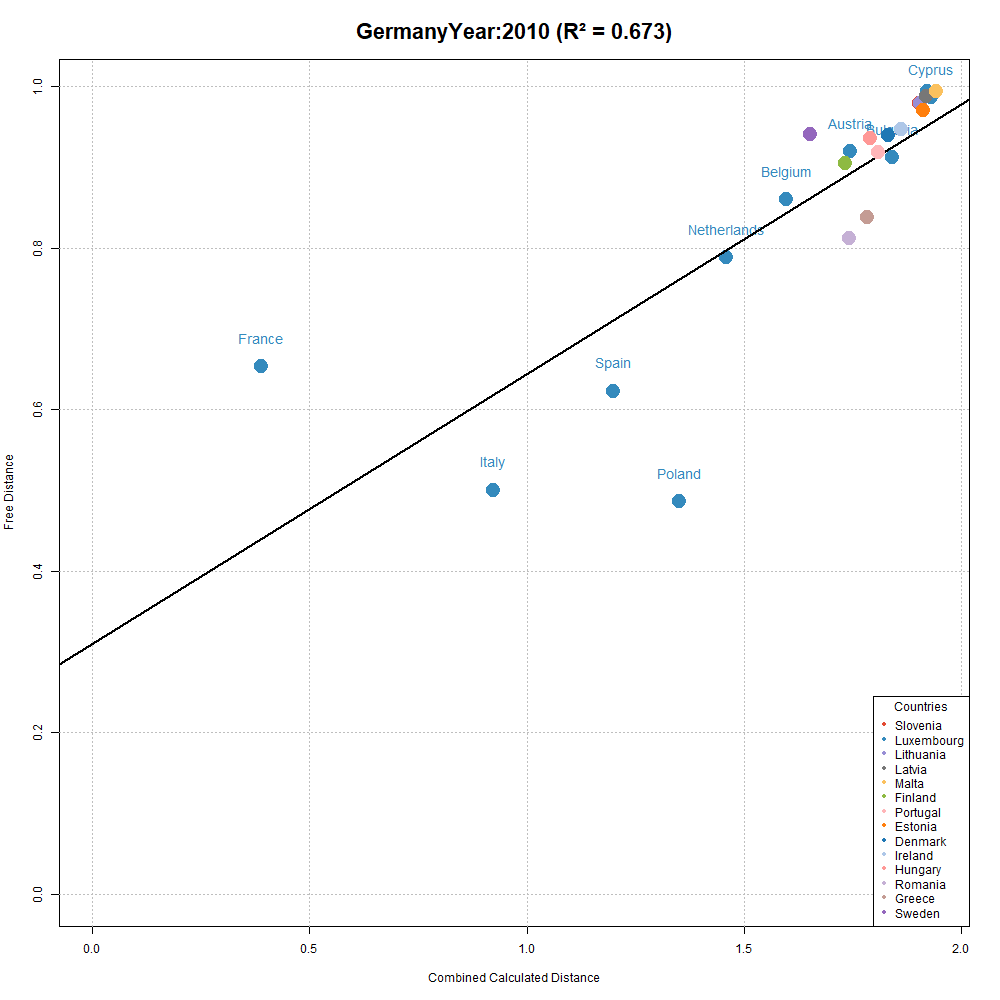 GermanyYear:2010 (R² = 0.673)
Cyprus
Austria
Bulgaria
Belgium
Netherlands
France
Spain
Italy
Poland
Free Distance
1.0
0.8
0.6
0.4
0.2
0.0
Countries
Slovenia
Luxembourg
Lithuania
Latvia
Malta
Finland
Portugal
Estonia
Denmark
Ireland
Hungary
Romania
Greece
Sweden
0.0 0.5 1.0 1.5 2.0
Combined Calculated Distance